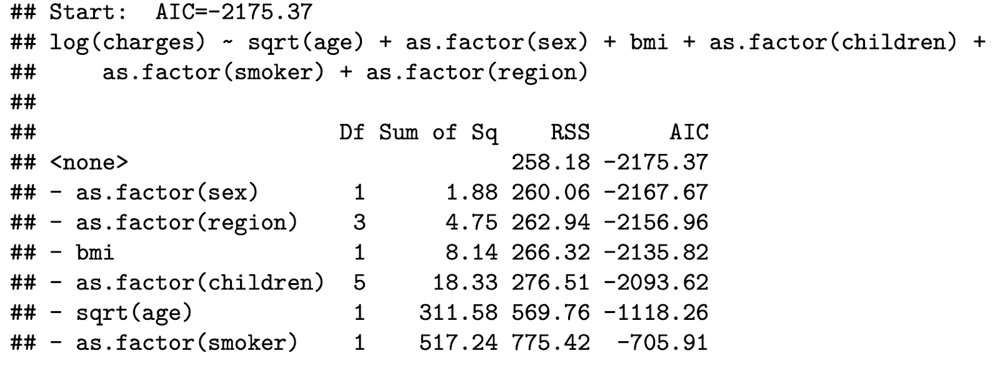 ## Start:  AIC=-2175.37
## log(charges) ~ sqrt(age) + as.factor(sex) + bmi + as.factor(children) +
##     as.factor(smoker) + as.factor(region)
##
##                       Df Sum of Sq    RSS      AIC
## <none>                             258.18 -2175.37
## - as.factor(sex)       1      1.88 260.06 -2167.67
## - as.factor(region)    3      4.75 262.94 -2156.96
## - bmi                  1      8.14 266.32 -2135.82
## - as.factor(children)  5     18.33 276.51 -2093.62
## - sqrt(age)            1    311.58 569.76 -1118.26
## - as.factor(smoker)    1    517.24 775.42  -705.91